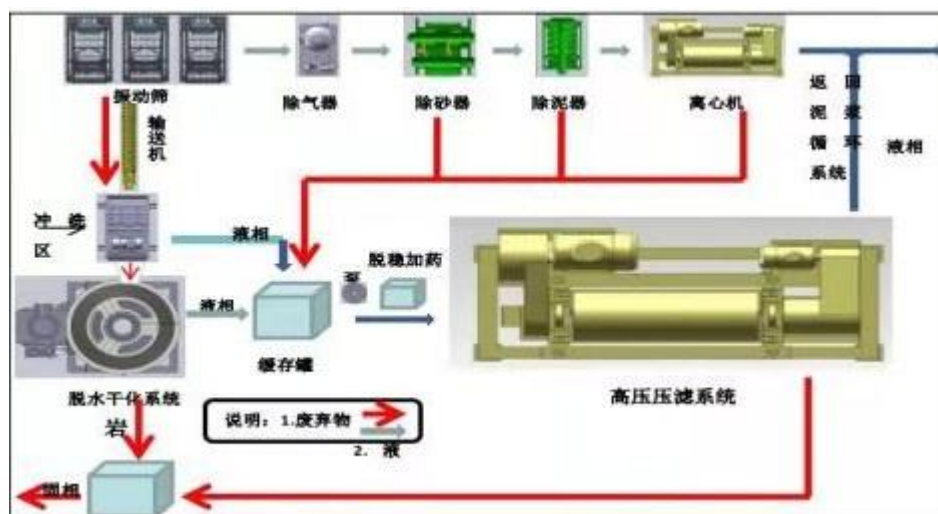 振动筛
除气器
除砂器
除泥器
离心机
输送机
返回
泥浆
循环
系统
液相
冲洗
区
液相
泵
脱稳加药
液相
缓存罐
脱水干化系统
高压压滤系统
岩
说明：1.废弃物
2. 液
固相